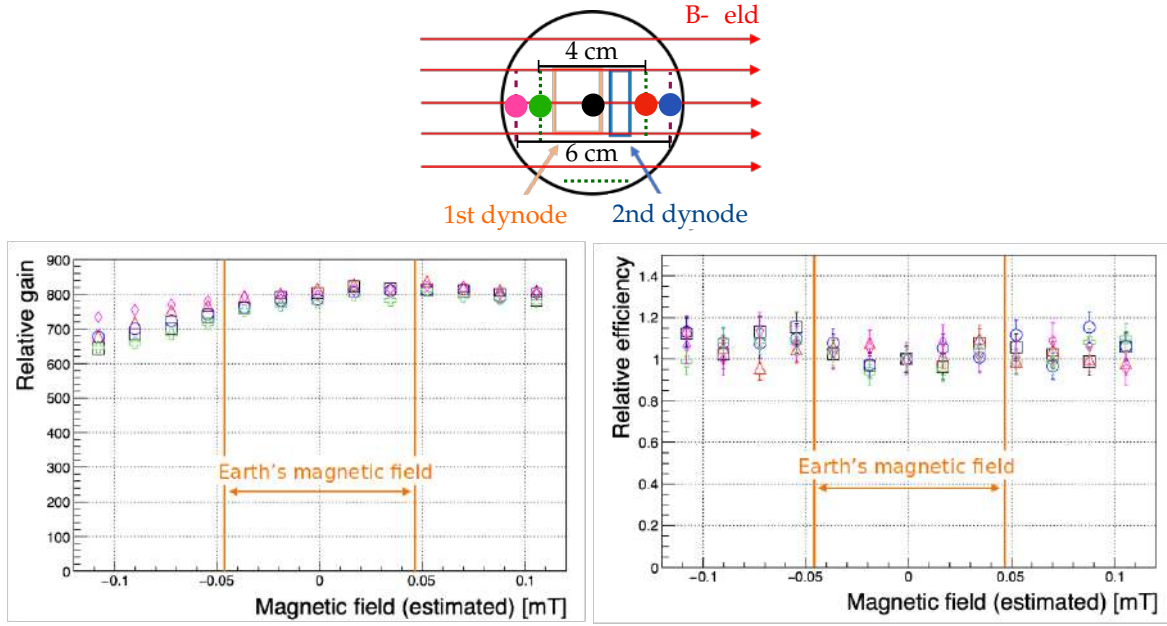 B- eld
4 cm
6 cm
1st dynode 2nd dynode
Relative gain
900
800
700
600
500
400
300
200
100
0
Earth's magnetic field
−0.1 −0.05 0 0.05 0.1
Magnetic field (estimated) [mT]
Relative efficiency
1.4
1.2
1
0.8
0.6
0.4
0.2
0
Earth's magnetic field
−0.1 −0.05 0 0.05 0.1
Magnetic field (estimated) [mT]